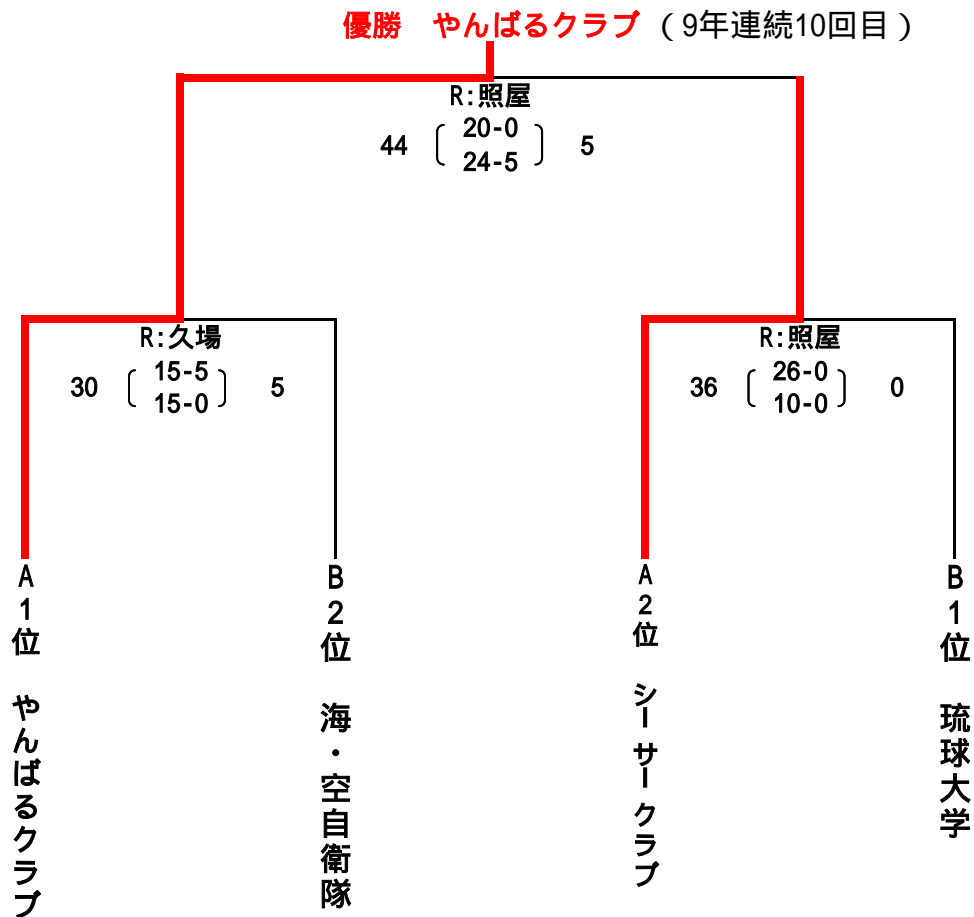 優勝　やんばるクラブ（9年連続10回目）
R:照屋
44 20-0 5
24-5
R:久場
30 15-5 5
15-0
R:照屋
36 26-0 0
10-0
A1位　やんばるクラブ
B2位　海・空自衛隊
A2位　シーサークラブ
B1位　琉球大学